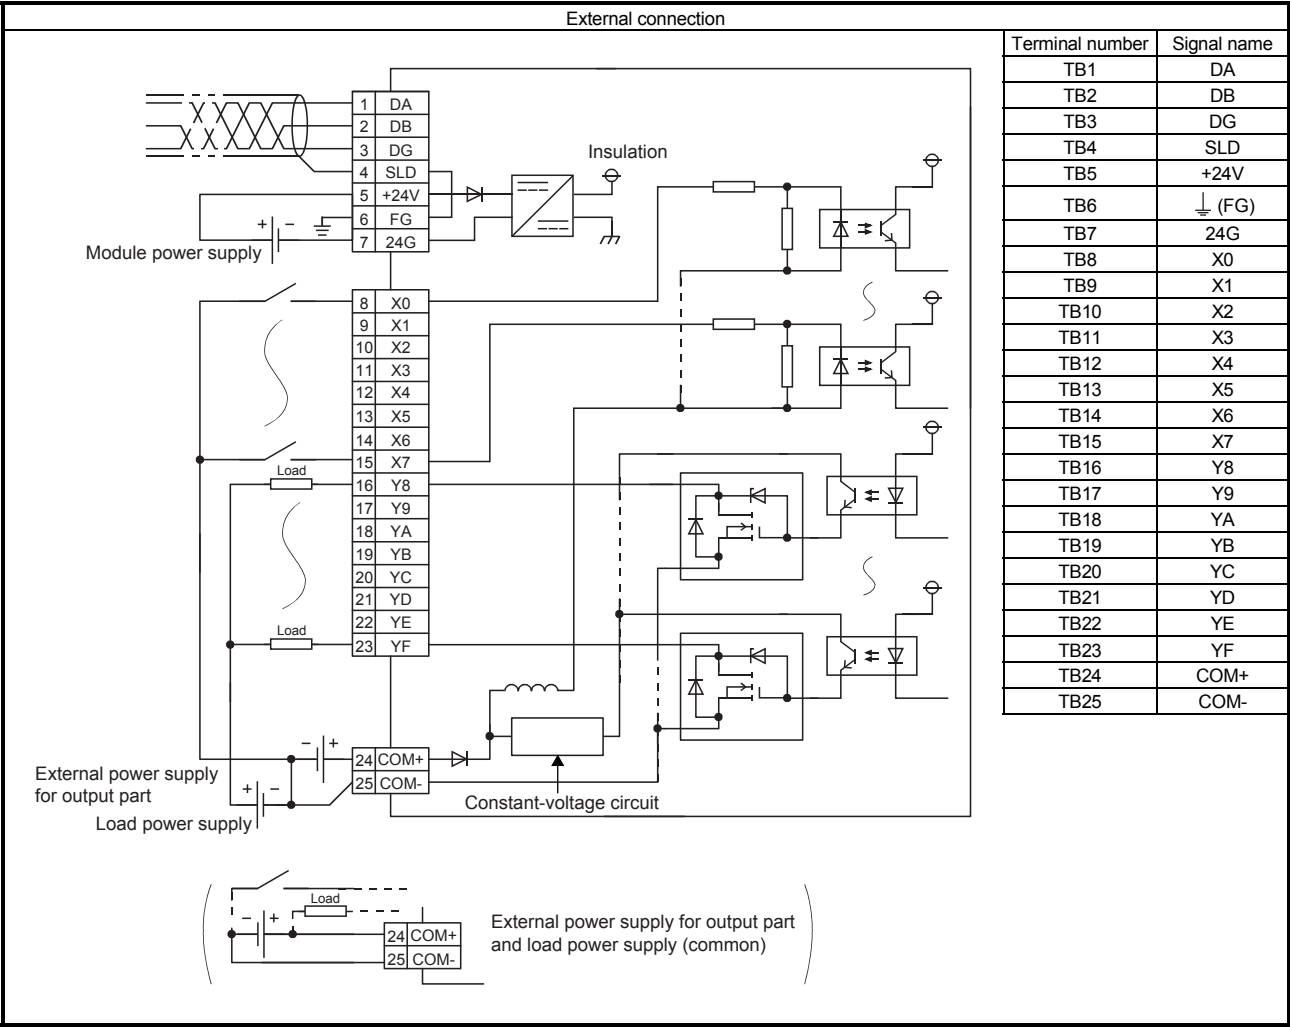 External connection
Terminal number Signal name
TB1 DA
TB2 DB
TB3 DG
TB4 SLD
TB5 +24V
TB6 ⏚ (FG)
TB7 24G
TB8 X0
TB9 X1
TB10 X2
TB11 X3
TB12 X4
TB13 X5
TB14 X6
TB15 X7
TB16 Y8
TB17 Y9
TB18 YA
TB19 YB
TB20 YC
TB21 YD
TB22 YE
TB23 YF
TB24 COM+
TB25 COM-
1 DA
2 DB
3 DG
4 SLD
5 +24V
6 FG
7 24G
Insulation
+ −
Module power supply
8 X0
9 X1
10 X2
11 X3
12 X4
13 X5
14 X6
15 X7
Load
16 Y8
17 Y9
18 YA
19 YB
20 YC
21 YD
22 YE
Load
23 YF
− +
24 COM+
25 COM-
External power supply
for output part
+ −
Load power supply
Constant-voltage circuit
Load
− +
24 COM+
25 COM-
External power supply for output part
and load power supply (common)